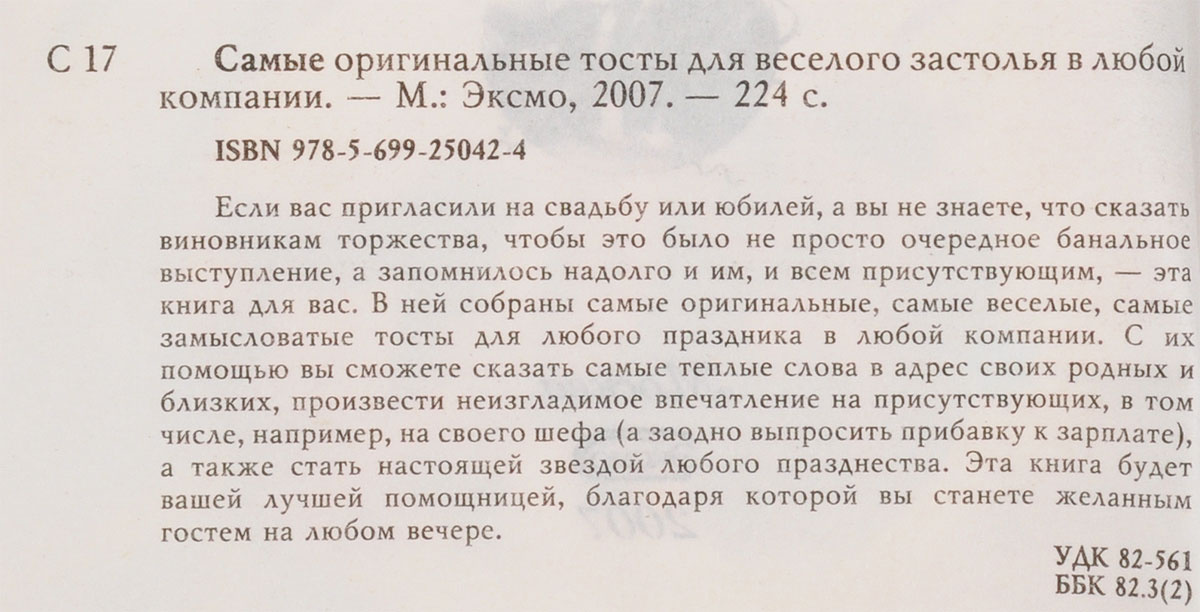 С 17 Самые оригинальные тосты для веселого застолья в любой
компании. — М.: Эксмо, 2007. — 224 с.
ISBN 978-5-699-25042-4
Если вас пригласили на свадьбу или юбилей, а вы не знаете, что сказать
виновникам торжества, чтобы это было не просто очередное банальное
выступление, а запомнилось надолго и им, и всем присутствующим, — эта
книга для вас. В ней собраны самые оригинальные, самые веселые, самые
замысловатые тосты для любого праздника в любой компании. С их
помощью вы сможете сказать самые теплые слова в адрес своих родных и
близких, произвести неизгладимое впечатление на присутствующих, в том
числе, например, на своего шефа (а заодно выпросить прибавку к зарплате),
а также стать настоящей звездой любого празднества. Эта книга будет
вашей лучшей помощницей, благодаря которой вы станете желанным
гостем на любом вечере.
УДК 82-561
ББК 82.3(2)